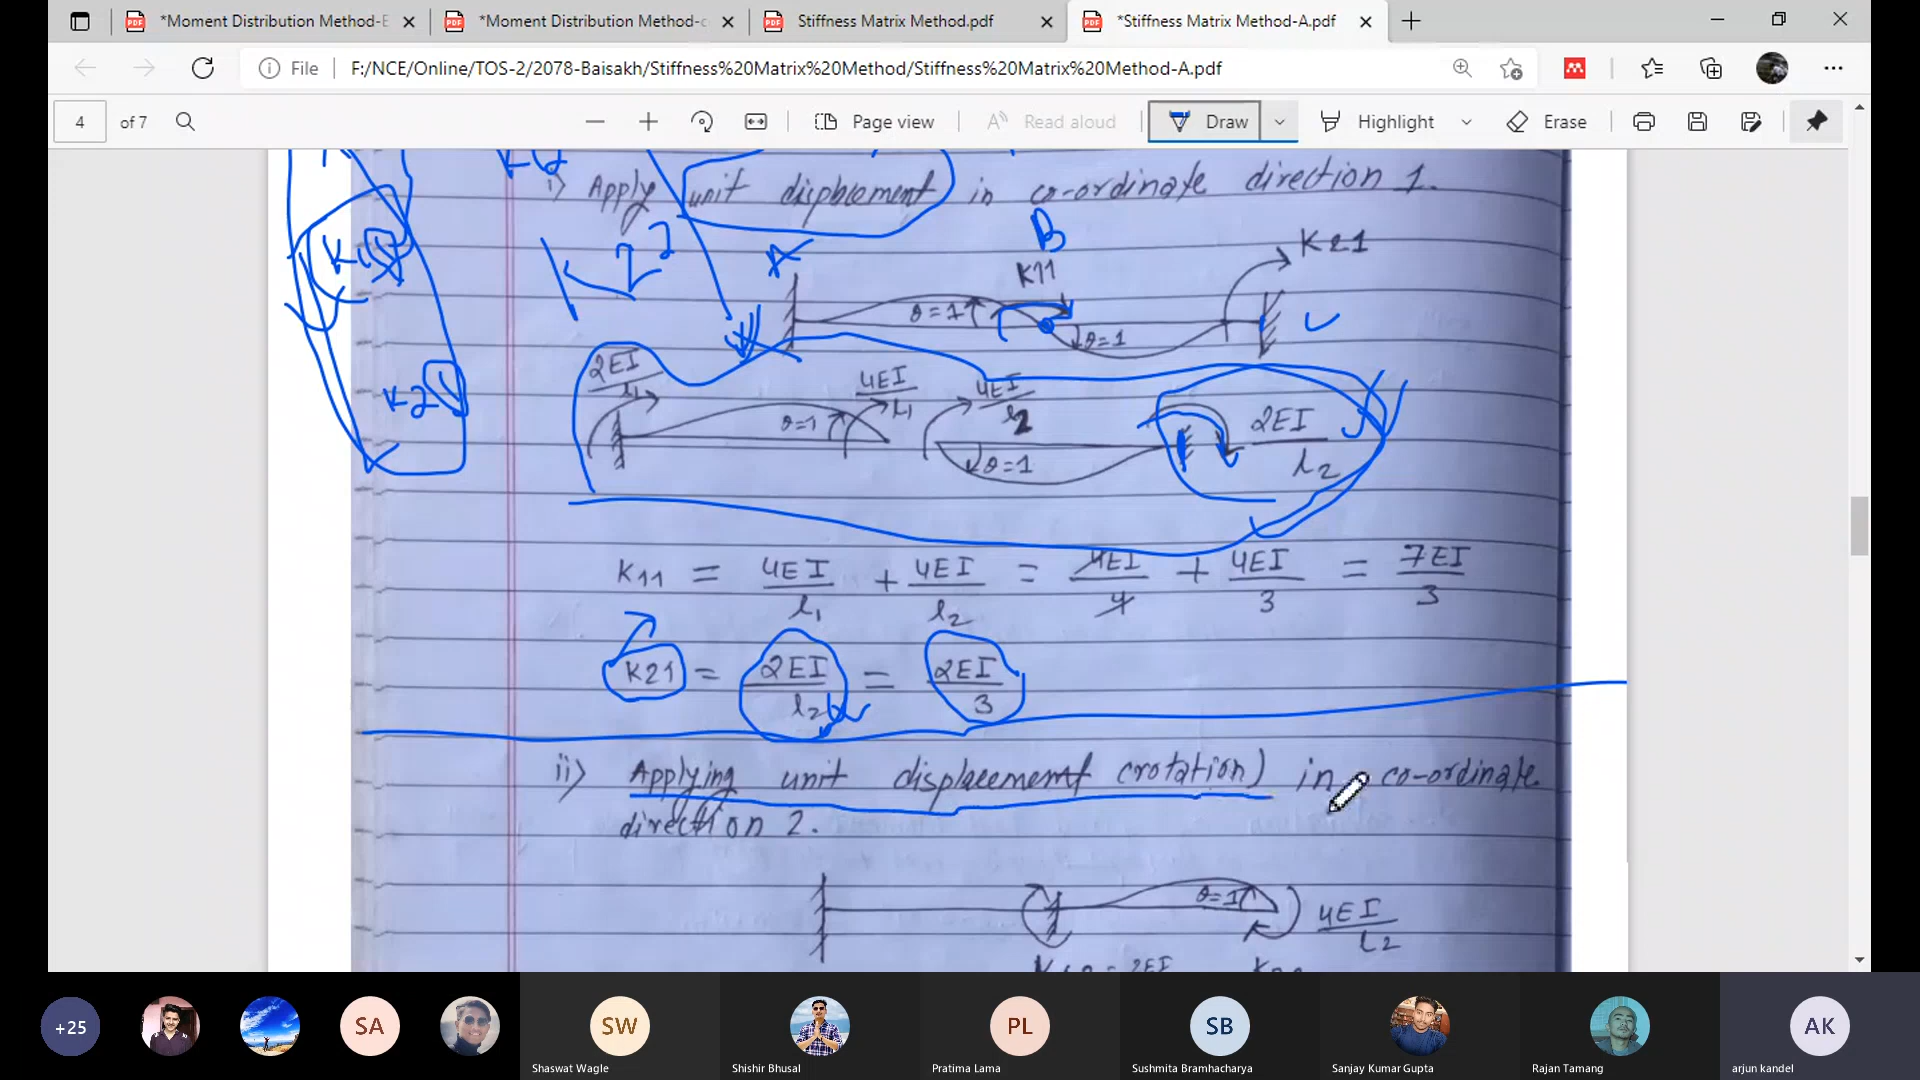 *Moment Distribution Method-E
*Moment Distribution Method-c
Stiffness Matrix Method.pdf
*Stiffness Matrix Method-A.pdf
File F:/NCE/Online/TOS-2/2078-Baisakh/Stiffness%20Matrix%20Method/Stiffness%20Matrix%20Method-A.pdf
4 of 7 Page view Read aloud Draw Highlight Erase
i) Apply unit displacement in co-ordinate direction 1.
A B K11 K21
K22
K11
K21
θ=1 θ=1
2EI/l1 4EI/l1 4EI/l2 2EI/l2
θ=1 θ=1
K11 = 4EI/l1 + 4EI/l2 = 4EI/4 + 4EI/3 = 7EI/3
K21 = 2EI/l2 = 2EI/3
ii) Applying unit displacement (rotation) in co-ordinate
direction 2.
θ=1 4EI/l2
+25 SA SW PL SB AK
Shaswat Wagle Shishir Bhusal Pratima Lama Sushmita Bramhacharya Sanjay Kumar Gupta Rajan Tamang arjun kandel